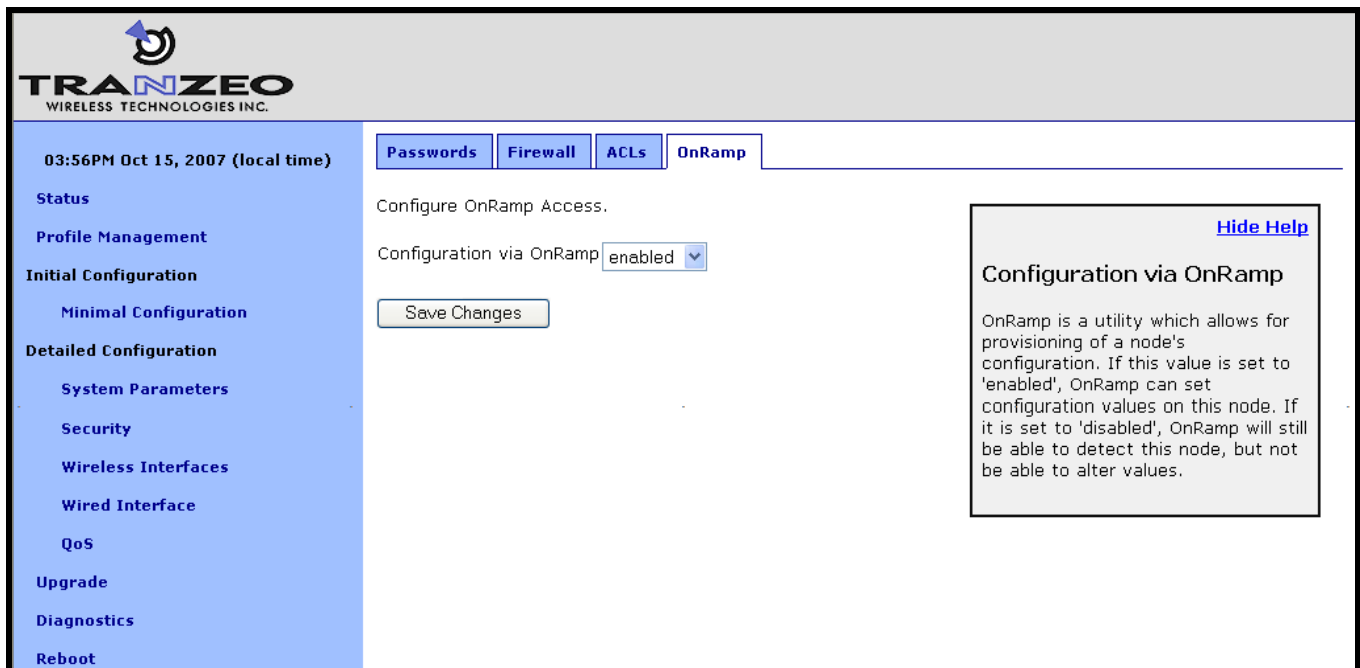 TRANZEO
WIRELESS TECHNOLOGIES INC.
03:56PM Oct 15, 2007 (local time)
Status
Profile Management
Initial Configuration
Minimal Configuration
Detailed Configuration
System Parameters
Security
Wireless Interfaces
Wired Interface
QoS
Upgrade
Diagnostics
Reboot
Passwords
Firewall
ACLs
OnRamp
Configure OnRamp Access.
Configuration via OnRamp enabled
Save Changes
Hide Help
Configuration via OnRamp
OnRamp is a utility which allows for
provisioning of a node's
configuration. If this value is set to
'enabled', OnRamp can set
configuration values on this node. If
it is set to 'disabled', OnRamp will still
be able to detect this node, but not
be able to alter values.